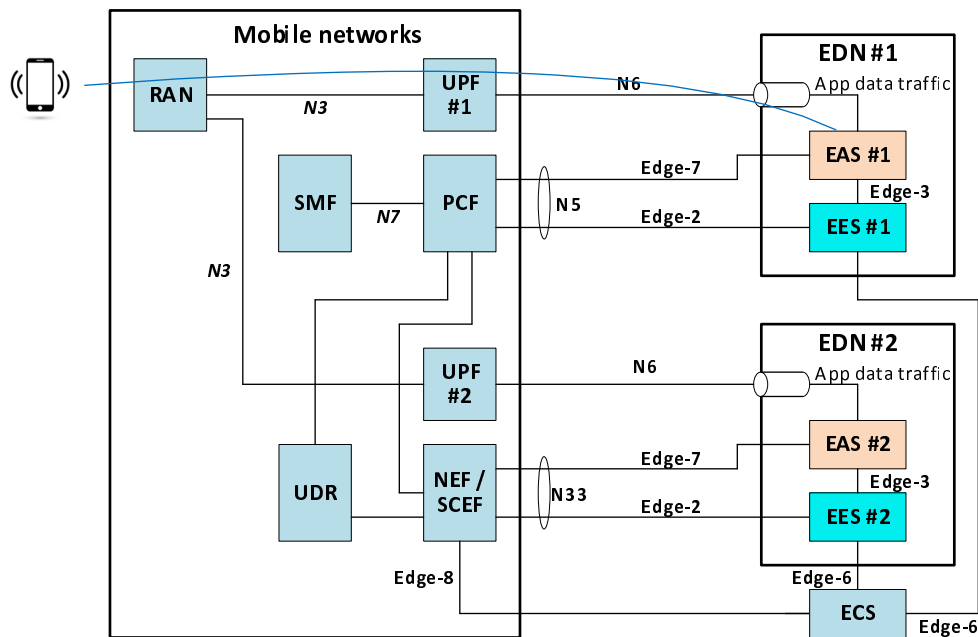 Mobile networks
EDN #1
RAN
N3
UPF
#1
N6
App data traffic
EAS #1
Edge-7
Edge-3
SMF
N7
PCF
N5
Edge-2
EES #1
N3
EDN #2
UPF
#2
N6
App data traffic
EAS #2
Edge-7
Edge-3
UDR
NEF /
SCEF
N33
Edge-2
EES #2
Edge-8
Edge-6
ECS
Edge-6